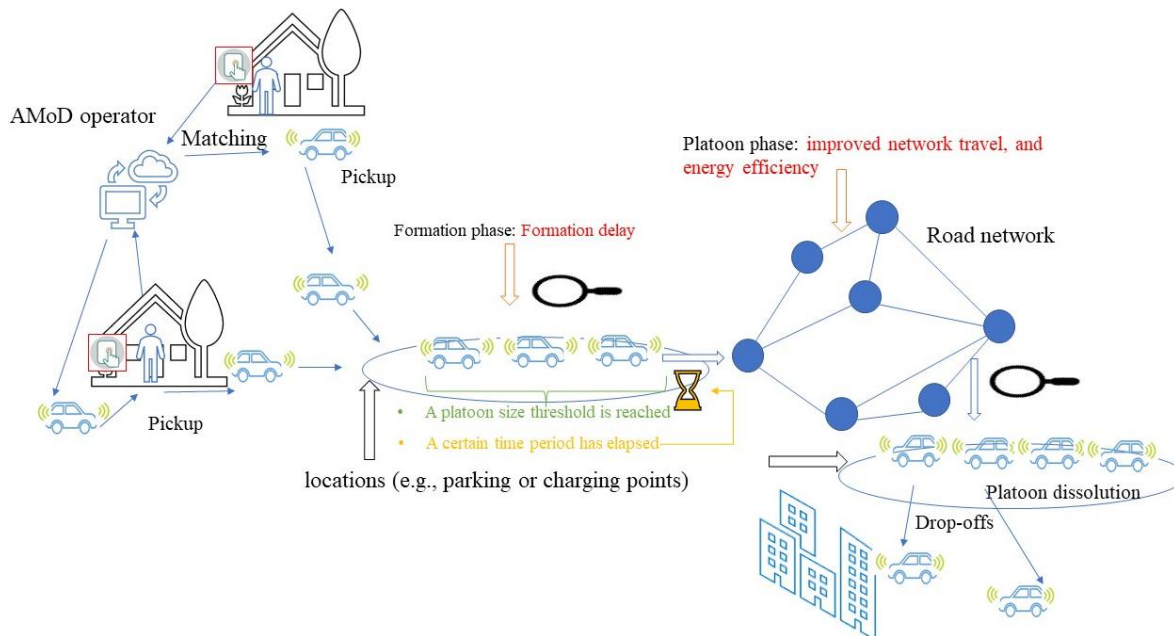 AMoD operator
Matching
Pickup
Pickup
Formation phase: Formation delay
• A platoon size threshold is reached
• A certain time period has elapsed
locations (e.g., parking or charging points)
Platoon phase: improved network travel, and
energy efficiency
Road network
Platoon dissolution
Drop-offs